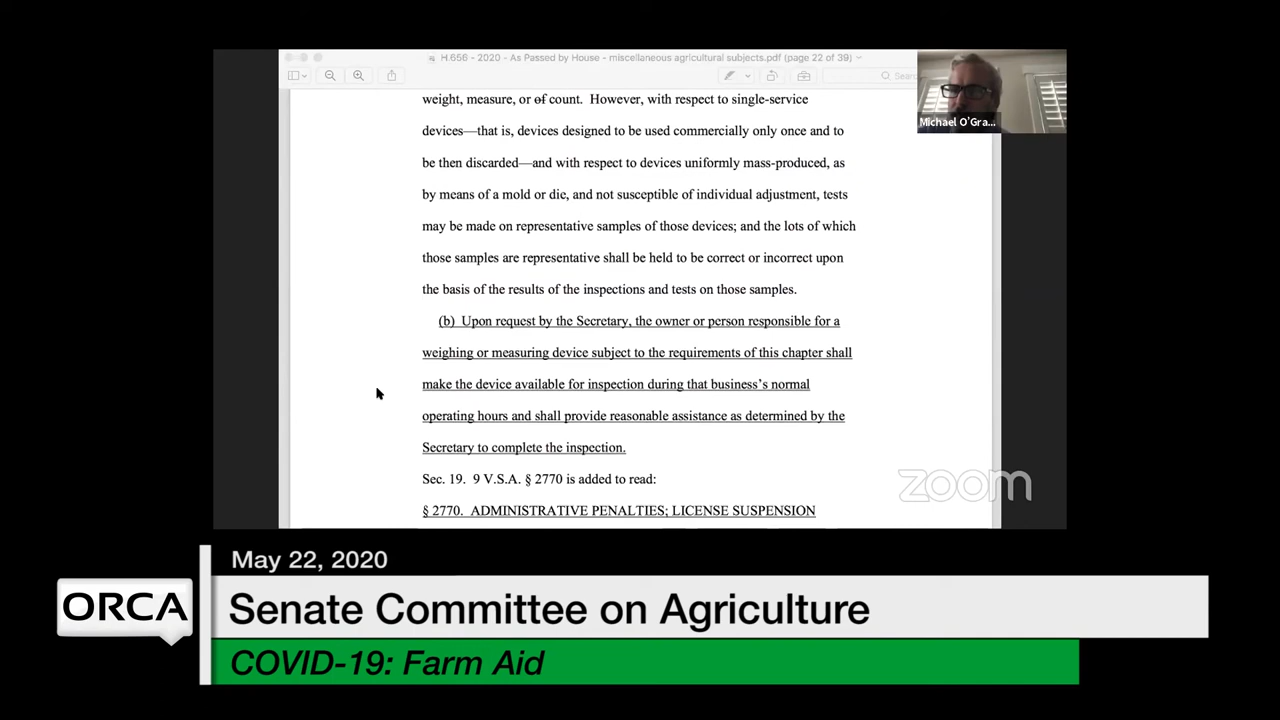 H.656 - 2020 - As Passed by House - miscellaneous agricultural subjects.pdf (page 22 of 39)
Searc
weight, measure, or of count. However, with respect to single-service
devices—that is, devices designed to be used commercially only once and to
be then discarded—and with respect to devices uniformly mass-produced, as
by means of a mold or die, and not susceptible of individual adjustment, tests
may be made on representative samples of those devices; and the lots of which
those samples are representative shall be held to be correct or incorrect upon
the basis of the results of the inspections and tests on those samples.
(b) Upon request by the Secretary, the owner or person responsible for a
weighing or measuring device subject to the requirements of this chapter shall
make the device available for inspection during that business’s normal
operating hours and shall provide reasonable assistance as determined by the
Secretary to complete the inspection.
Sec. 19. 9 V.S.A. § 2770 is added to read:
§ 2770. ADMINISTRATIVE PENALTIES; LICENSE SUSPENSION
Michael O'Gra...
zoom
May 22, 2020
ORCA
Senate Committee on Agriculture
COVID-19: Farm Aid